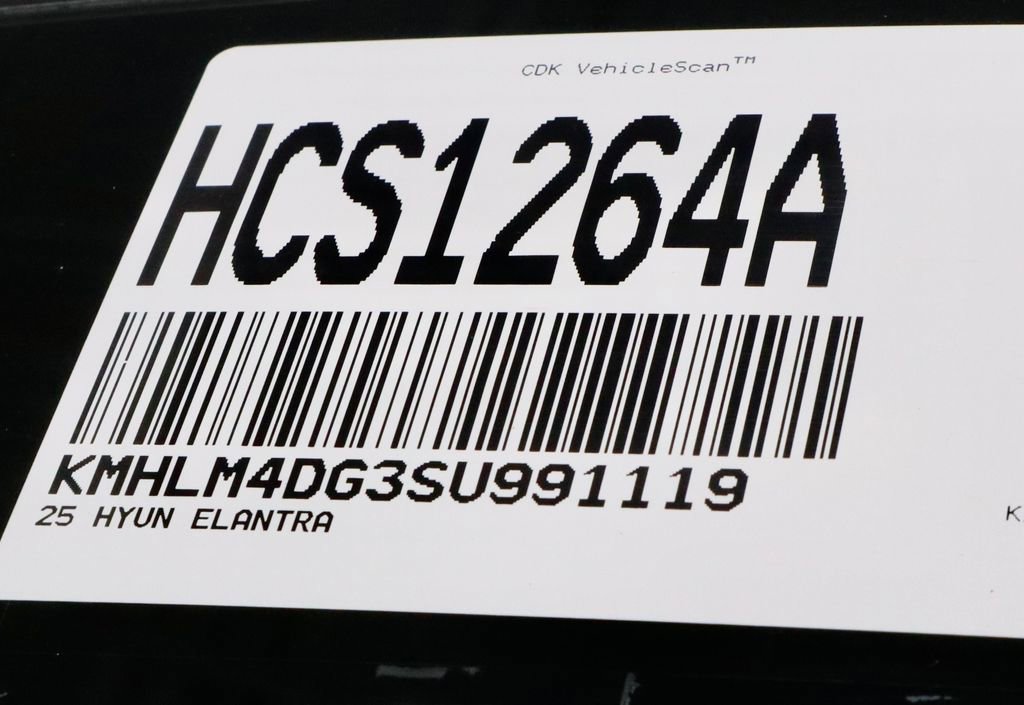 CDK VehicleScan™
HCS1264A
KMHLM4DG3SU991119
25 HYUN ELANTRA
K